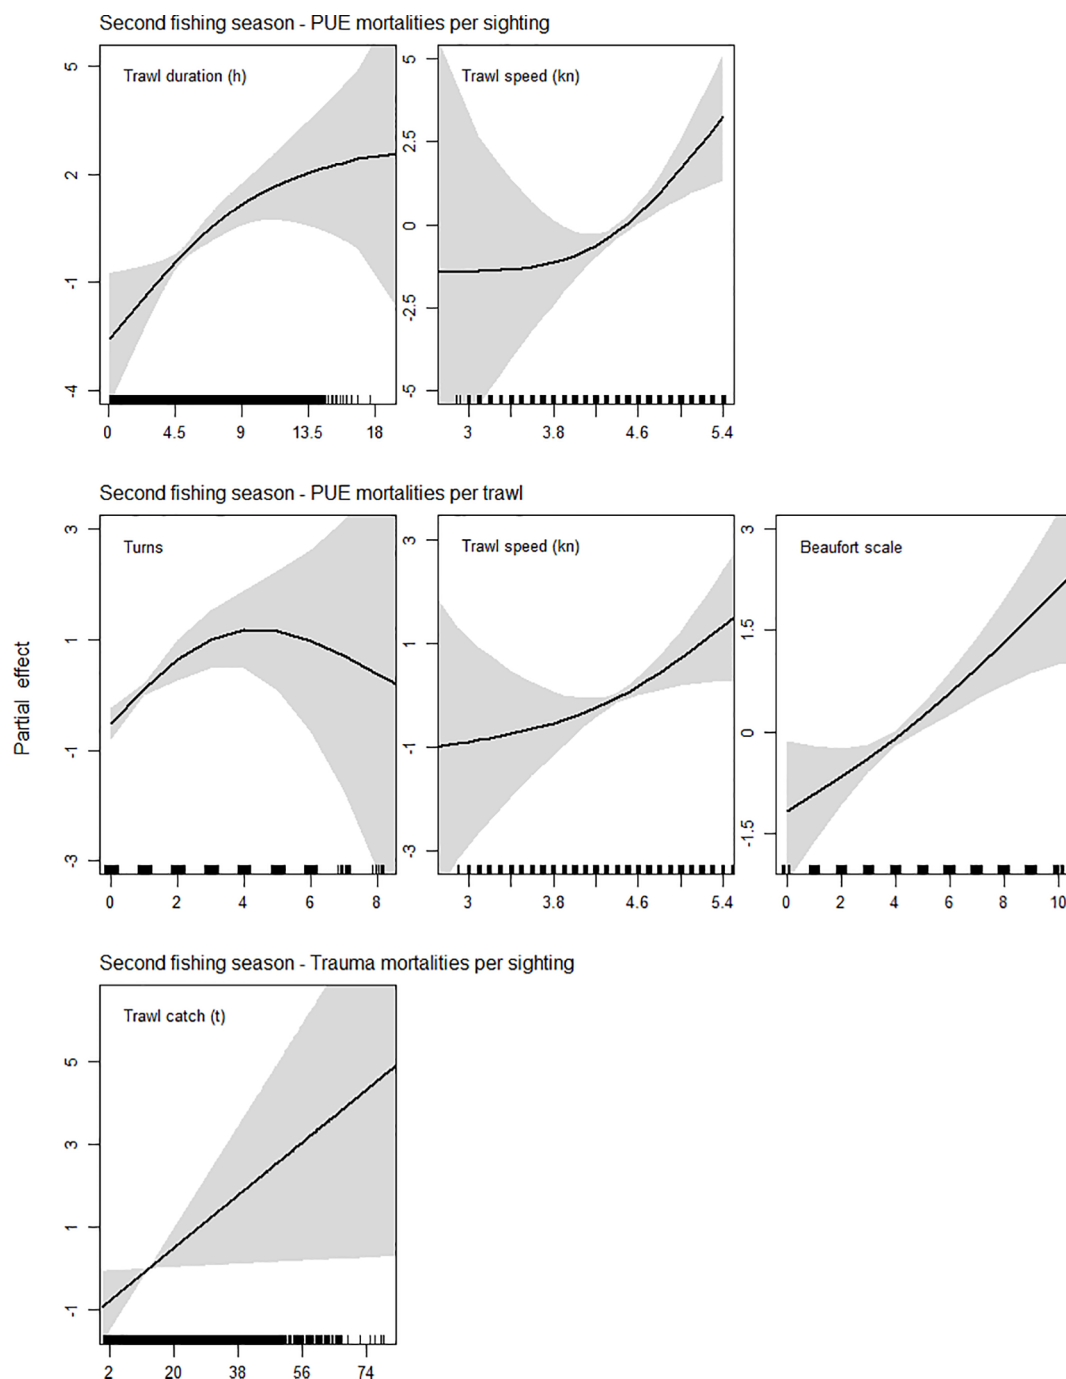 Second fishing season - PUE mortalities per sighting
Trawl duration (h)
5
2
-1
-4
0 4.5 9 13.5 18
Trawl speed (kn)
5
2.5
0
-2.5
-5
3 3.8 4.6 5.4
Second fishing season - PUE mortalities per trawl
Partial effect
Turns
3
1
-1
-3
0 2 4 6 8
Trawl speed (kn)
3
1
-1
-3
3 3.8 4.6 5.4
Beaufort scale
3
1.5
0
-1.5
0 2 4 6 8 10
Second fishing season - Trauma mortalities per sighting
Trawl catch (t)
5
3
1
-1
2 20 38 56 74